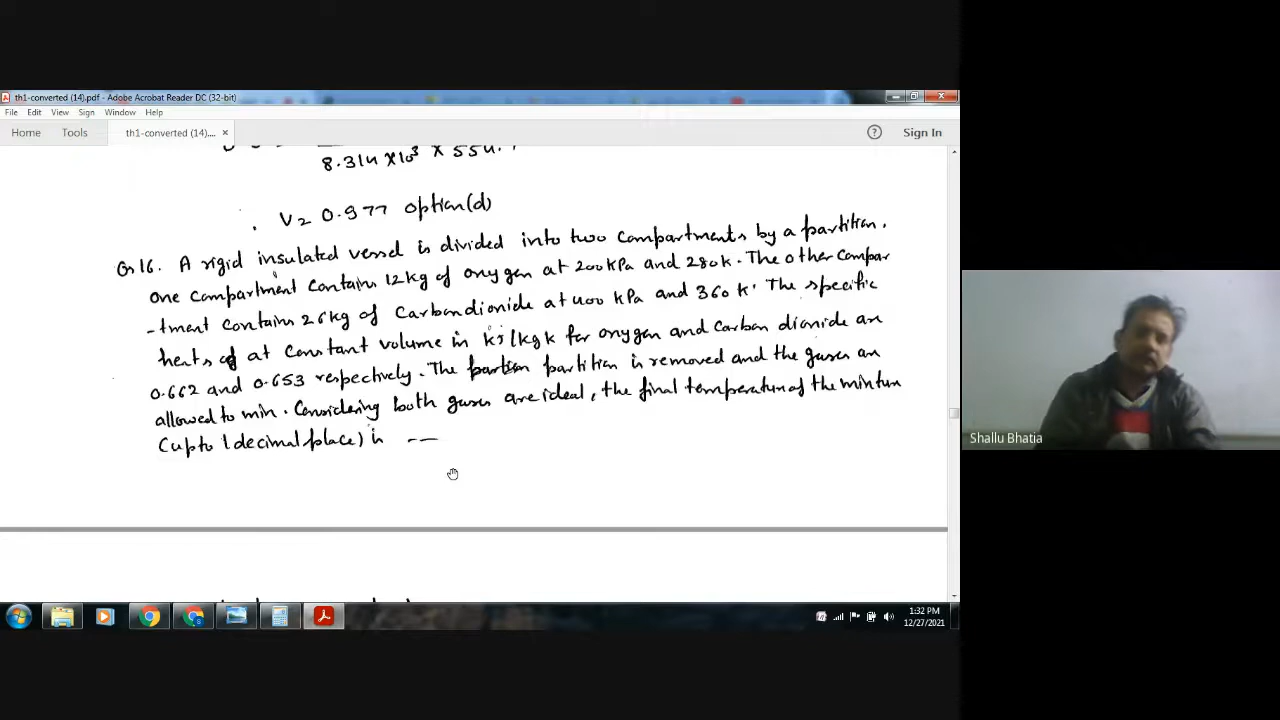 th1-converted (14).pdf - Adobe Acrobat Reader DC (32-bit)
File Edit View Sign Window Help
Home Tools th1-converted (14).... × ? Sign In
8.314 ×10³ × 554.
∴ V2 0.977 option(d)
Qs 16. A rigid insulated vessel is divided into two compartments by a partition.
one compartment contains 12kg of oxygen at 200kPa and 280K. The other compar
-tment contains 26kg of Carbondioxide at 400 kPa and 360 K. The specific
heats of at constant volume in kJ/kgK for oxygen and carbon dioxide are
0.662 and 0.653 respectively. The partition is removed and the gases are
allowed to mix. Considering both gases are ideal, the final temperature of the mixture
(upto 1 decimal place) is --
Shallu Bhatia
1:32 PM
12/27/2021